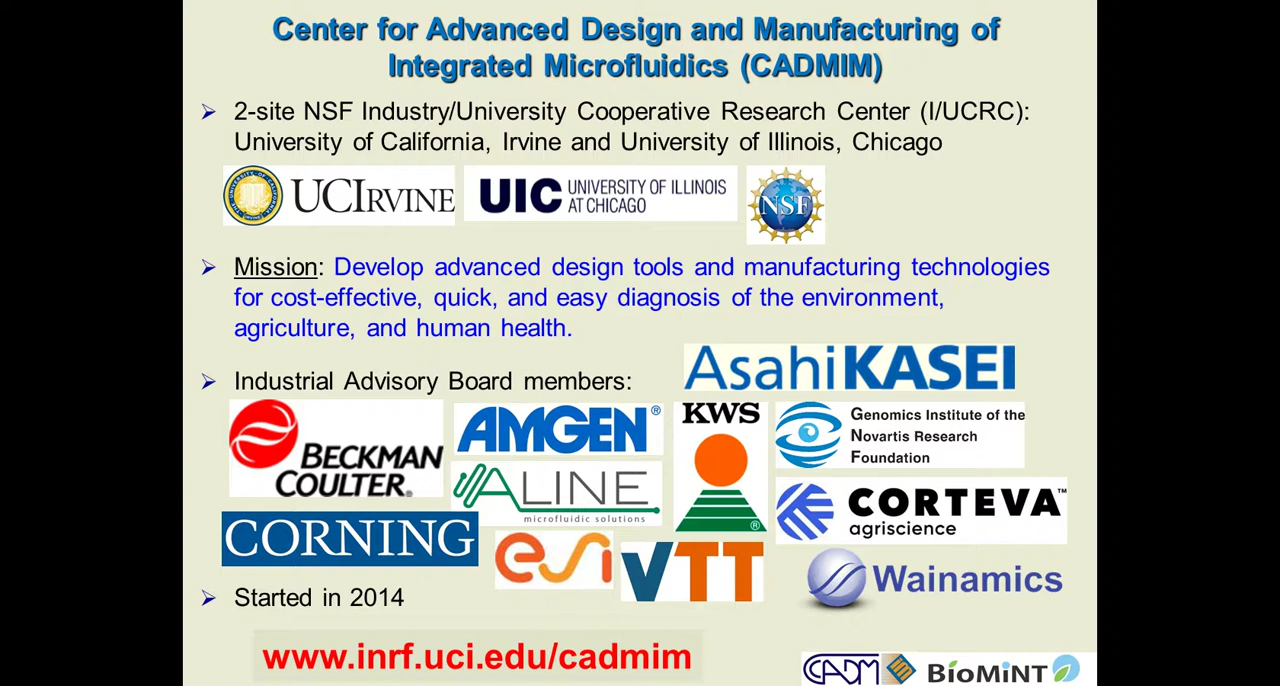 Center for Advanced Design and Manufacturing of
Integrated Microfluidics (CADMIM)
➢ 2-site NSF Industry/University Cooperative Research Center (I/UCRC):
University of California, Irvine and University of Illinois, Chicago
UCIRVINE
UIC UNIVERSITY OF ILLINOIS
AT CHICAGO
NSF
➢ Mission: Develop advanced design tools and manufacturing technologies
for cost-effective, quick, and easy diagnosis of the environment,
agriculture, and human health.
➢ Industrial Advisory Board members:
AsahiKASEI
BECKMAN
COULTER®
AMGEN®
KWS
®
Genomics Institute of the
Novartis Research
Foundation
ALINE
microfluidic solutions
CORTEVA™
agriscience
CORNING
esi
VTT
Wainamics
➢ Started in 2014
www.inrf.uci.edu/cadmim
CADM
BioMiNT